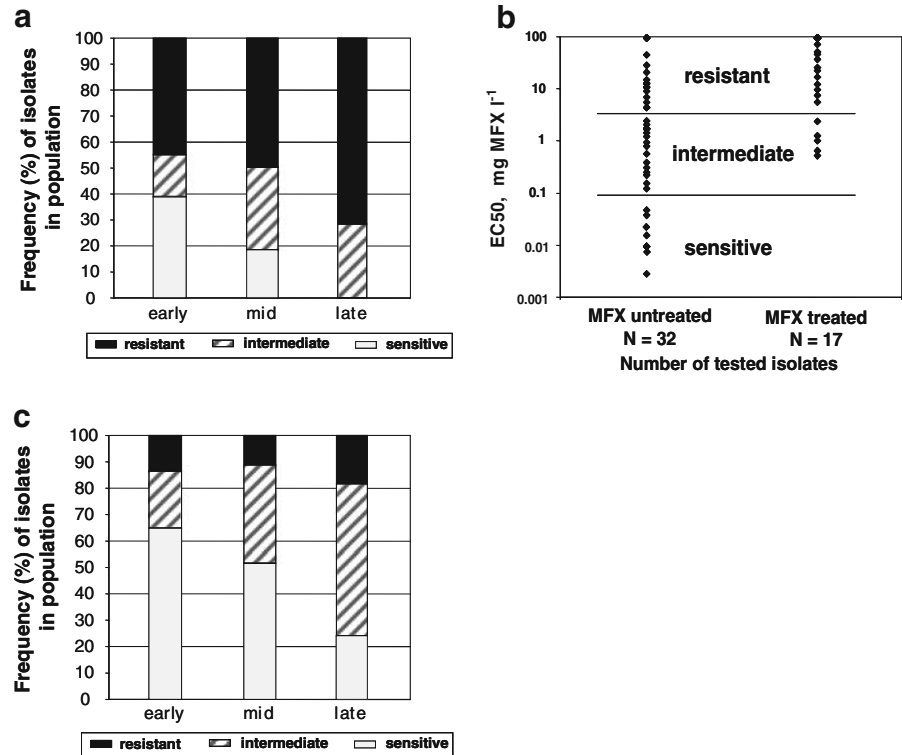 a
Frequency (%) of isolates
in population
100
90
80
70
60
50
40
30
20
10
0
early mid late
resistant intermediate sensitive
b
EC50, mg MFX l-1
100
10
1
0.1
0.01
0.001
resistant
intermediate
sensitive
MFX untreated MFX treated
N = 32 N = 17
Number of tested isolates
c
Frequency (%) of isolates
in population
100
90
80
70
60
50
40
30
20
10
0
early mid late
resistant intermediate sensitive